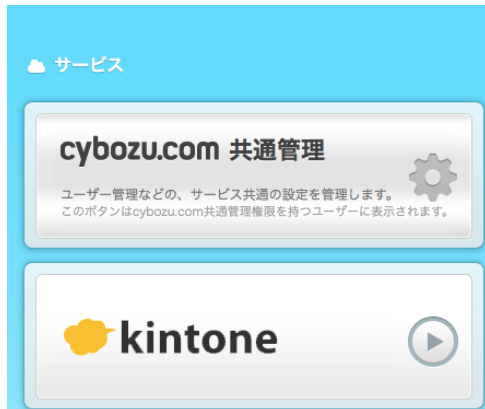 サービス
cybozu.com 共通管理
ユーザー管理などの、サービス共通の設定を管理します。
このボタンはcybozu.com共通管理権限を持つユーザーに表示されます。
kintone